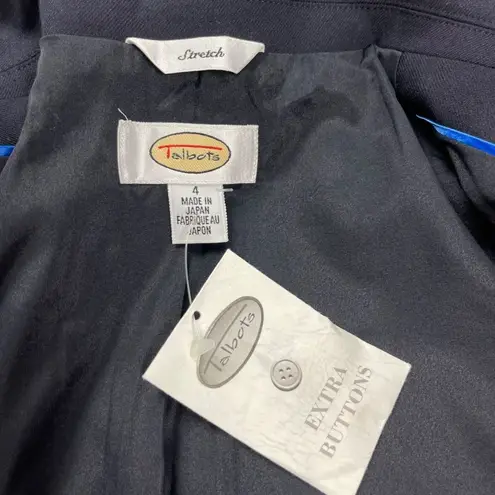 Stretch
Talbots
4
MADE IN
JAPAN
FABRIQUE AU
JAPON
Talbots
EXTRA
BUTTONS